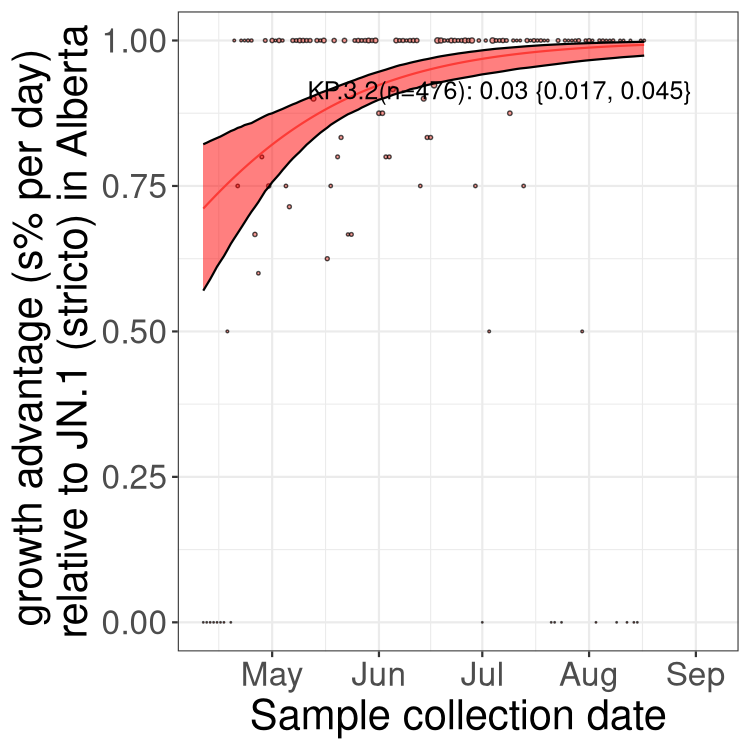 growth advantage (s% per day)
relative to JN.1 (stricto) in Alberta
1.00
0.75
0.50
0.25
0.00
KP.3.2(n=476): 0.03 {0.017, 0.045}
May Jun Jul Aug Sep
Sample collection date